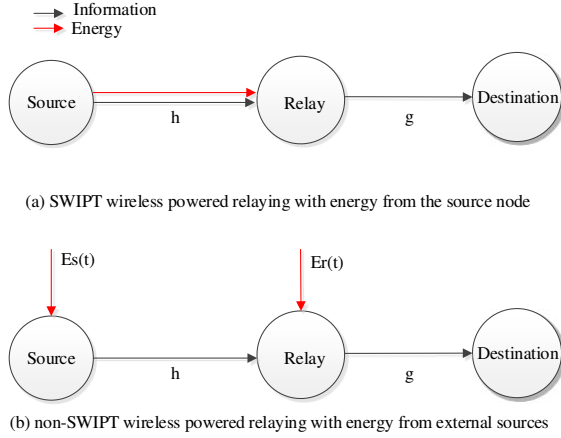 Information
Energy
Source
Relay
Destination
h
g
(a) SWIPT wireless powered relaying with energy from the source node
Es(t)
Er(t)
Source
Relay
Destination
h
g
(b) non-SWIPT wireless powered relaying with energy from external sources